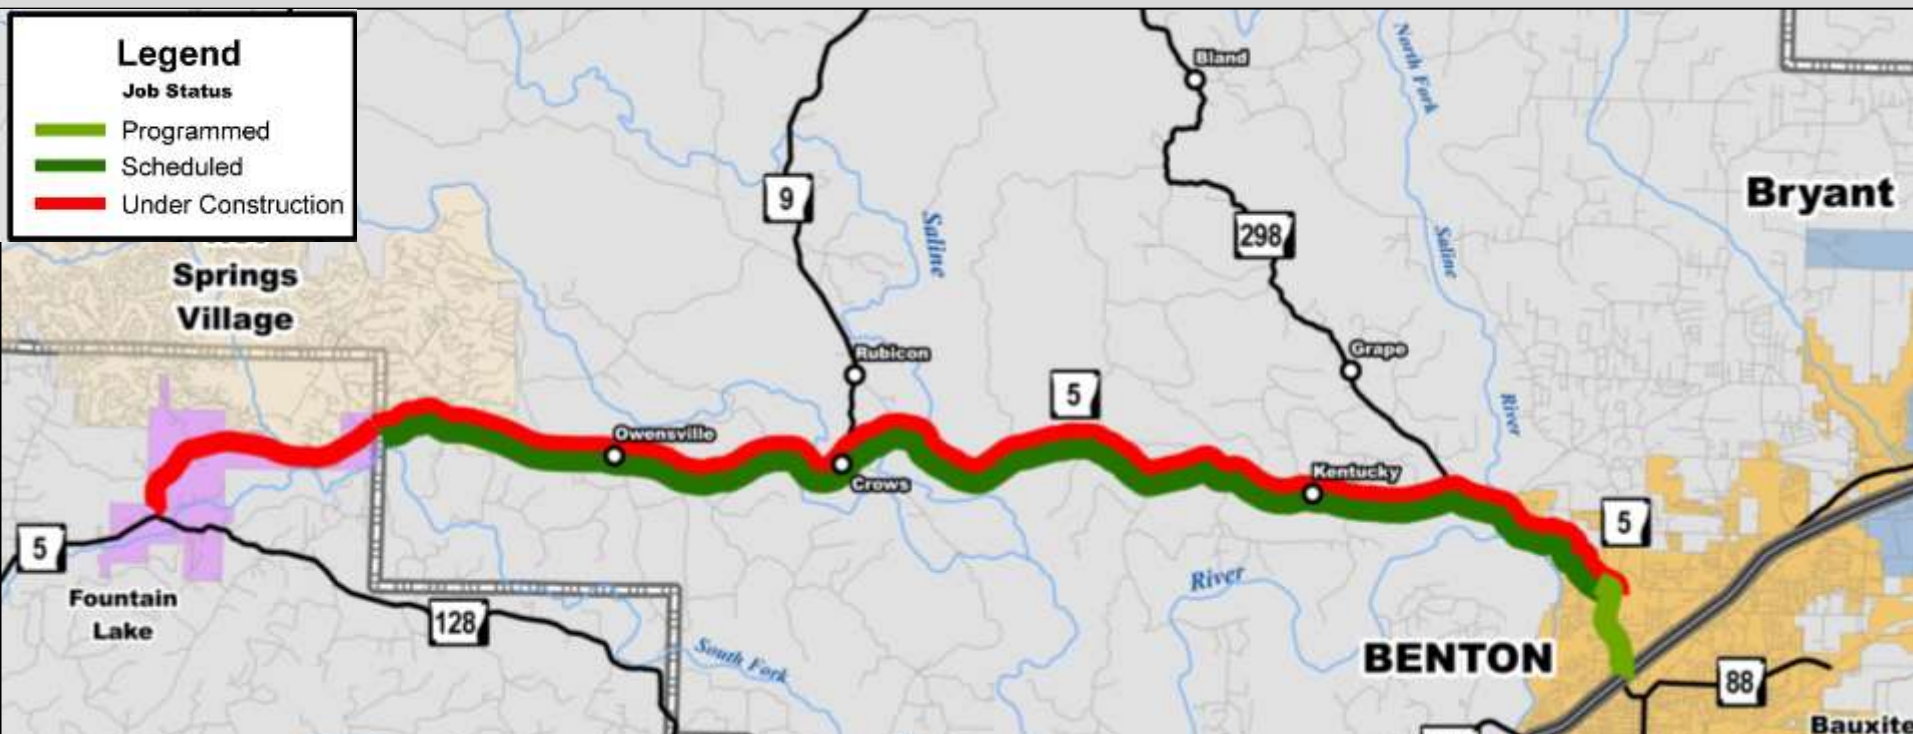 Legend
Job Status
Programmed
Scheduled
Under Construction
Springs
Village
Bland
North Fork
Bryant
9
Saline
298
Saline
Rubicon
Grape
5
River
Owensville
Kentucky
Crows
5
5
River
Fountain
Lake
128
South Fork
BENTON
88
Bauxite